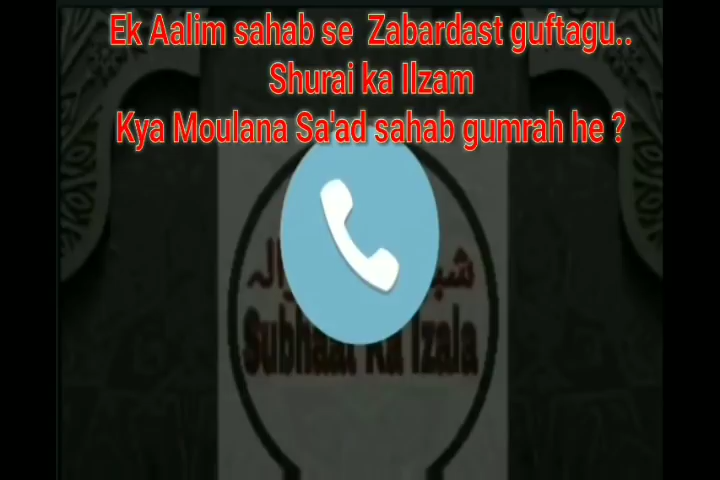 Ek Aalim sahab se Zabardast guftagu..
Shurai ka Ilzam
Kya Moulana Sa'ad sahab gumrah he ?
Subhaat Ka Izala